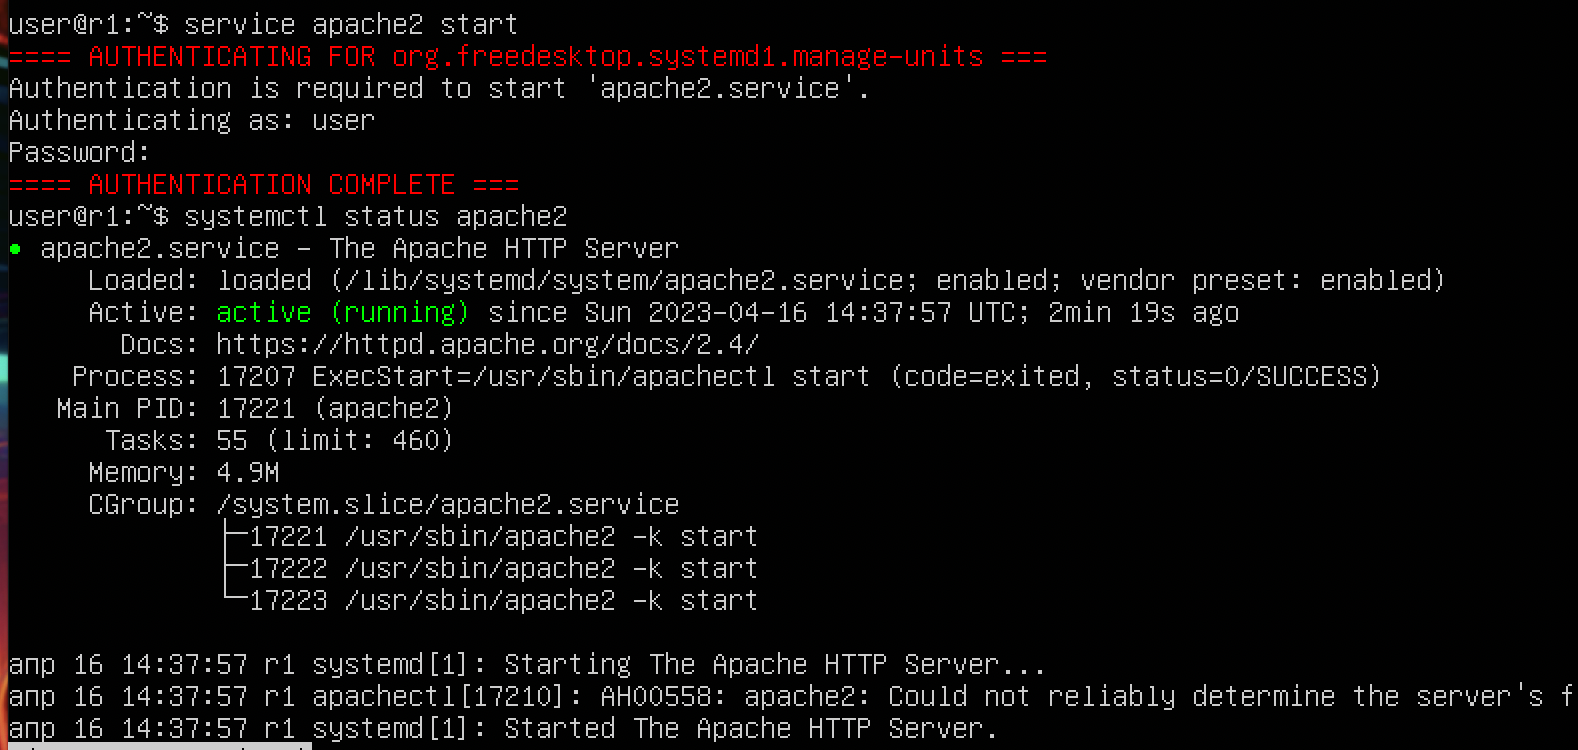 user@r1:~$ service apache2 start
==== AUTHENTICATING FOR org.freedesktop.systemd1.manage-units ===
Authentication is required to start 'apache2.service'.
Authenticating as: user
Password:
==== AUTHENTICATION COMPLETE ===
user@r1:~$ systemctl status apache2
● apache2.service - The Apache HTTP Server
     Loaded: loaded (/lib/systemd/system/apache2.service; enabled; vendor preset: enabled)
     Active: active (running) since Sun 2023-04-16 14:37:57 UTC; 2min 19s ago
       Docs: https://httpd.apache.org/docs/2.4/
    Process: 17207 ExecStart=/usr/sbin/apachectl start (code=exited, status=0/SUCCESS)
   Main PID: 17221 (apache2)
      Tasks: 55 (limit: 460)
     Memory: 4.9M
     CGroup: /system.slice/apache2.service
             ├─17221 /usr/sbin/apache2 -k start
             ├─17222 /usr/sbin/apache2 -k start
             └─17223 /usr/sbin/apache2 -k start
апр 16 14:37:57 r1 systemd[1]: Starting The Apache HTTP Server...
апр 16 14:37:57 r1 apachectl[17210]: AH00558: apache2: Could not reliably determine the server's f
апр 16 14:37:57 r1 systemd[1]: Started The Apache HTTP Server.